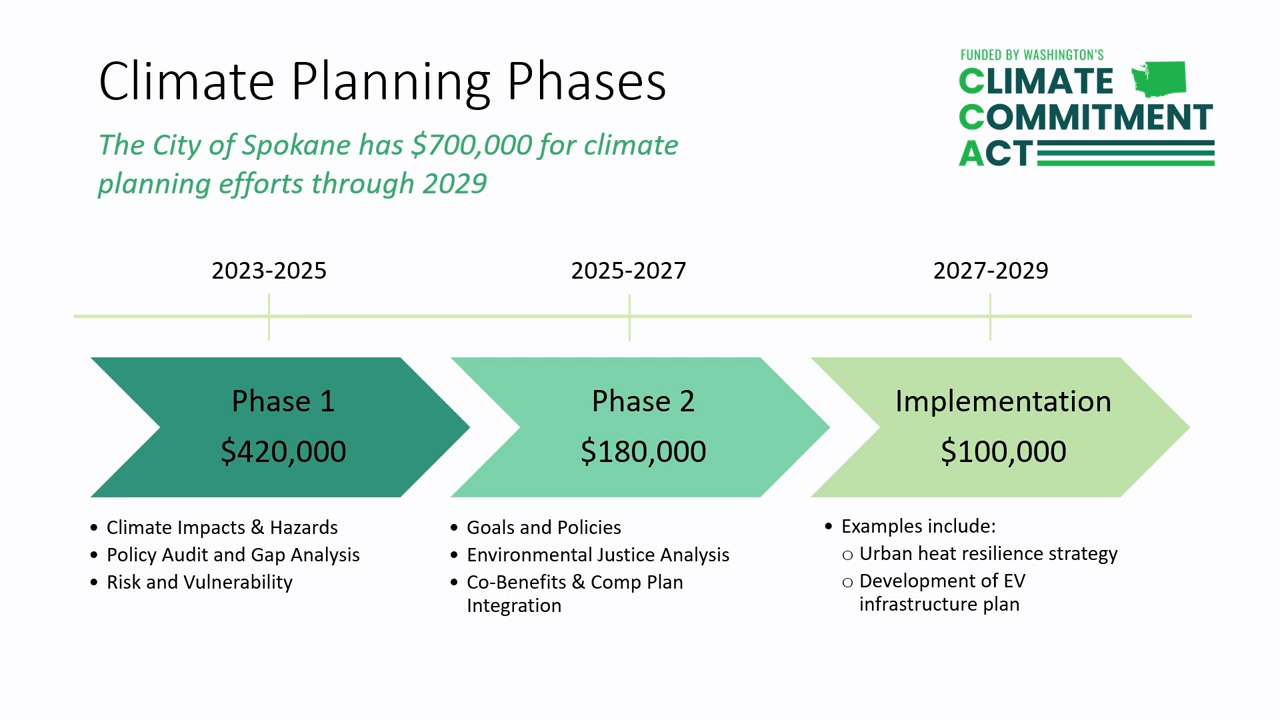 Climate Planning Phases
The City of Spokane has $700,000 for climate
planning efforts through 2029
FUNDED BY WASHINGTON'S
CLIMATE
COMMITMENT
ACT
2023-2025
2025-2027
2027-2029
Phase 1
$420,000
Phase 2
$180,000
Implementation
$100,000
• Climate Impacts & Hazards
• Policy Audit and Gap Analysis
• Risk and Vulnerability
• Goals and Policies
• Environmental Justice Analysis
• Co-Benefits & Comp Plan
Integration
• Examples include:
○ Urban heat resilience strategy
○ Development of EV
infrastructure plan